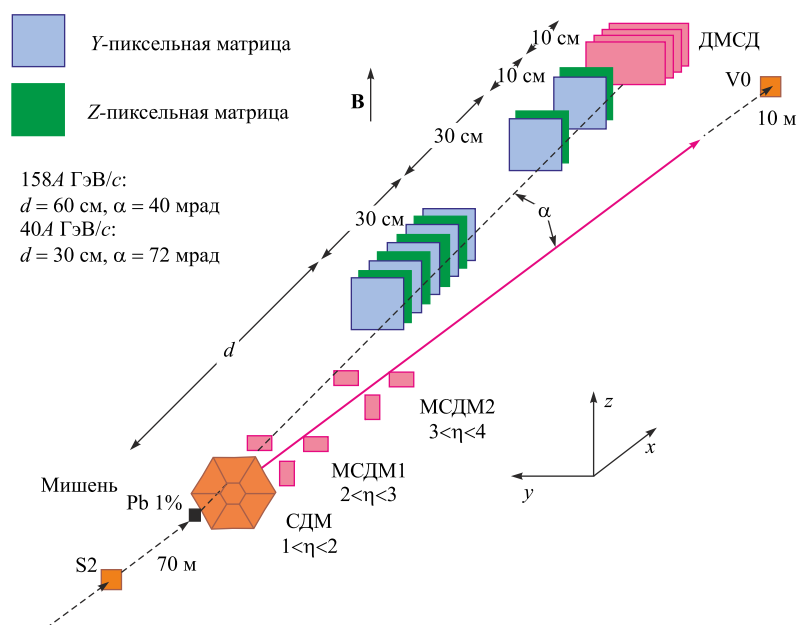 Y-пиксельная матрица
Z-пиксельная матрица
158A ГэВ/c:
d = 60 см, α = 40 мрад
40A ГэВ/c:
d = 30 см, α = 72 мрад
B
10 см
10 см
30 см
30 см
d
ДМСД
V0
10 м
α
МСДМ2
3<η<4
МСДМ1
2<η<3
СДМ
1<η<2
Мишень
Pb 1%
S2
70 м
z
x
y